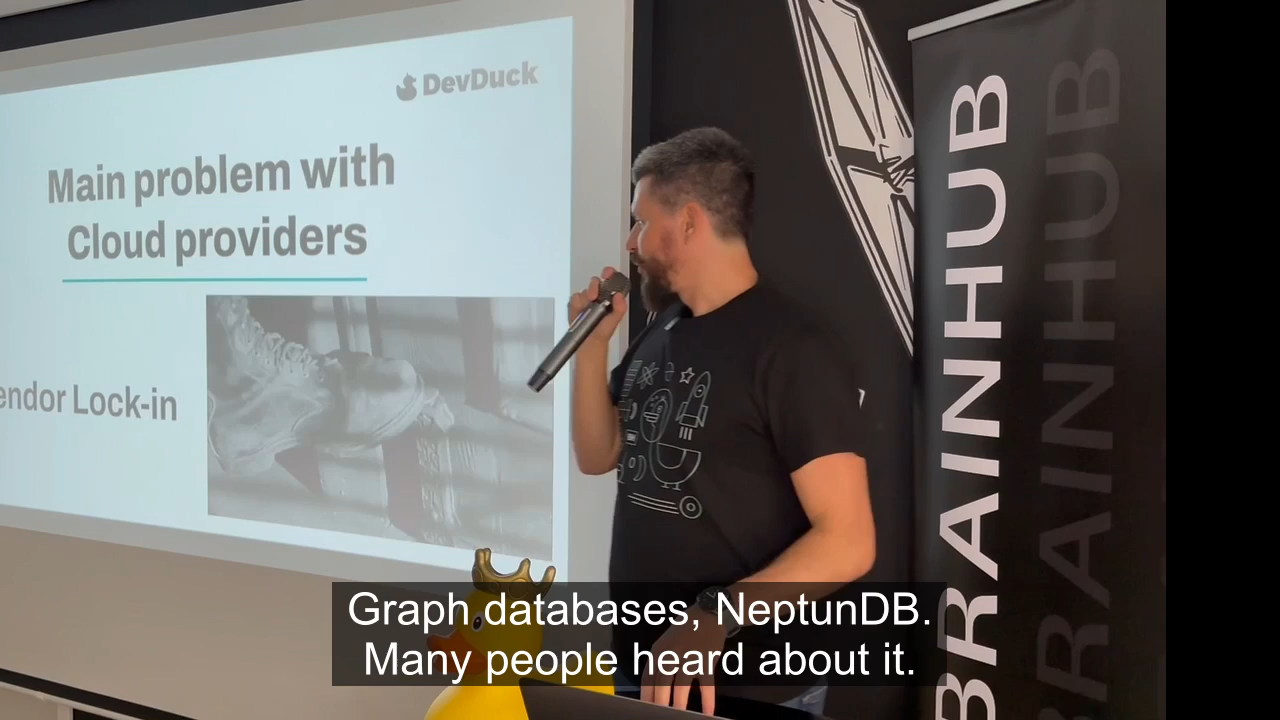 DevDuck
Main problem with
Cloud providers
endor Lock-in
BRAINHUB
BRAINHUB
Graph databases, NeptunDB.
Many people heard about it.